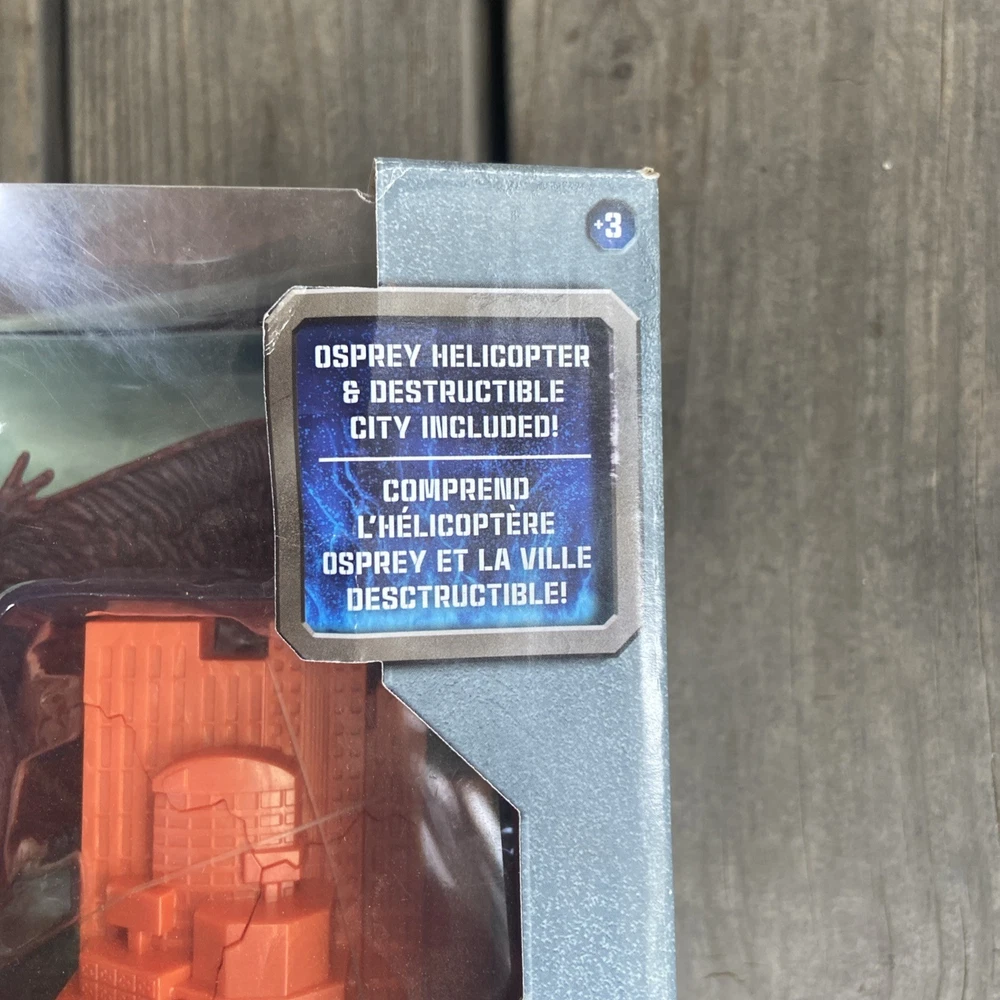 +3
OSPREY HELICOPTER
& DESTRUCTIBLE
CITY INCLUDED!
COMPREND
L'HÉLICOPTÈRE
OSPREY ET LA VILLE
DESCTRUCTIBLE!